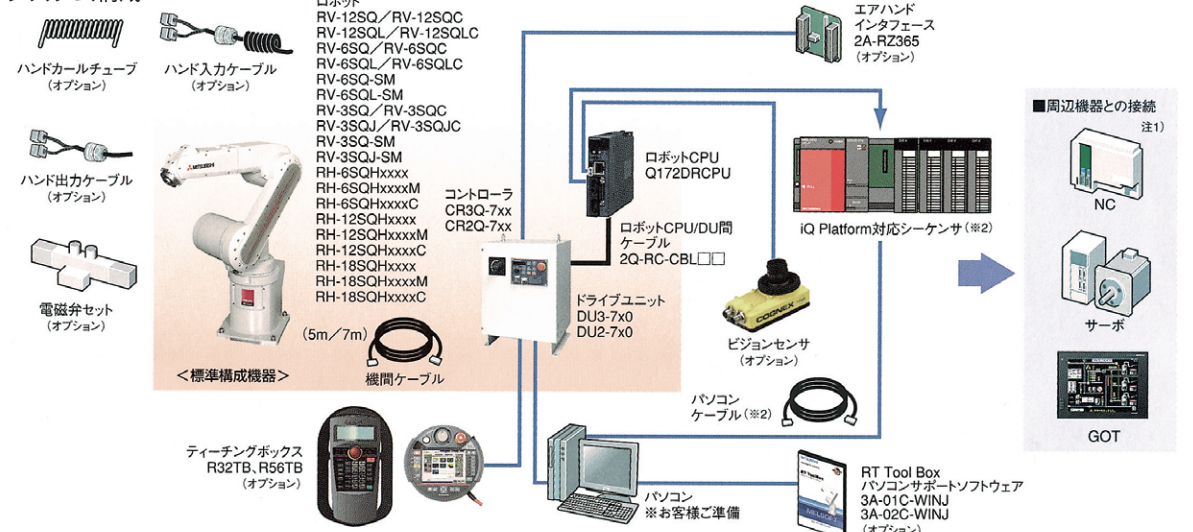 ハンドカールチューブ
(オプション)
ハンド入力ケーブル
(オプション)
ハンド出力ケーブル
(オプション)
電磁弁セット
(オプション)
ロボット
RV-12SQ／RV-12SQC
RV-12SQL／RV-12SQLC
RV-6SQ／RV-6SQC
RV-6SQL／RV-6SQLC
RV-6SQ-SM
RV-6SQL-SM
RV-3SQ／RV-3SQC
RV-3SQJ／RV-3SQJC
RV-3SQ-SM
RV-3SQJ-SM
RH-6SQHxxxx
RH-6SQHxxxxM
RH-6SQHxxxxC
RH-12SQHxxxx
RH-12SQHxxxxM
RH-12SQHxxxxC
RH-18SQHxxxx
RH-18SQHxxxxM
RH-18SQHxxxxC
MITSUBISHI
＜標準構成機器＞
(5m／7m)
機間ケーブル
コントローラ
CR3Q-7xx
CR2Q-7xx
ロボットCPU
Q172DRCPU
ロボットCPU/DU間
ケーブル
2Q-RC-CBL□□
ドライブユニット
DU3-7x0
DU2-7x0
エアハンド
インタフェース
2A-RZ365
(オプション)
iQ Platform対応シーケンサ(※2)
COGNEX
ビジョンセンサ
(オプション)
パソコン
ケーブル(※2)
ティーチングボックス
R32TB、R56TB
(オプション)
パソコン
※お客様ご準備
RT ToolBox
MELSOFT
RT Tool Box
パソコンサポートソフトウェア
3A-01C-WINJ
3A-02C-WINJ
(オプション)
■周辺機器との接続
注1)
NC
サーボ
GOT